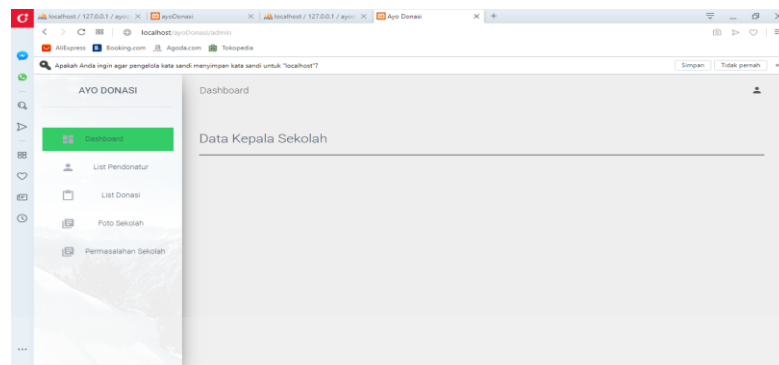 localhost / 127.0.0.1 / ayoo
ayoDonasi
localhost / 127.0.0.1 / ayoo
Ayo Donasi
localhost/ayoDonasi/admin
AliExpress
Booking.com
Agoda.com
Tokopedia
Apakah Anda ingin agar pengelola kata sandi menyimpan kata sandi untuk "localhost"?
Simpan
Tidak pernah
AYO DONASI
Dashboard
Dashboard
Data Kepala Sekolah
List Pendonatur
List Donasi
Foto Sekolah
Permasalahan Sekolah